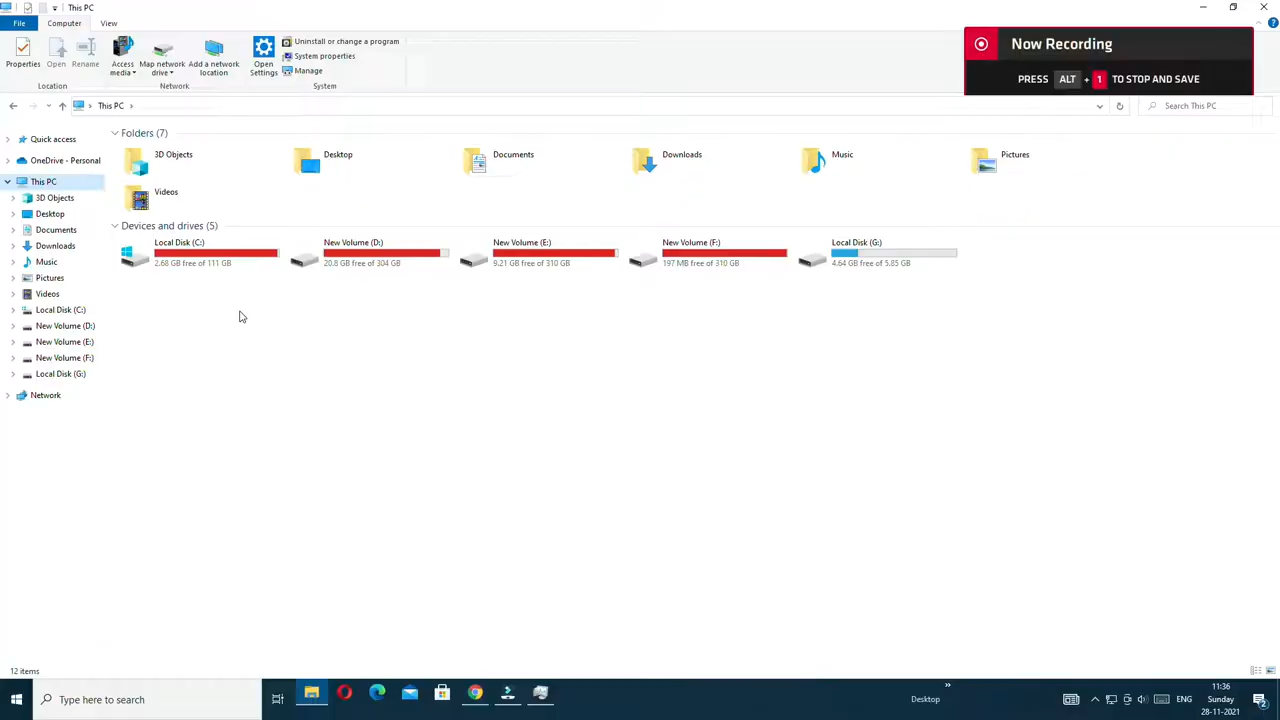 This PC
File
Computer
View
Properties
Open
Rename
Access media
Map network drive
Add a network location
Open Settings
Uninstall or change a program
System properties
Manage
Location
Network
System
Now Recording
PRESS ALT + 1 TO STOP AND SAVE
This PC
Search This PC
Quick access
OneDrive - Personal
This PC
3D Objects
Desktop
Documents
Downloads
Music
Pictures
Videos
Local Disk (C:)
New Volume (D:)
New Volume (E:)
New Volume (F:)
Local Disk (G:)
Network
Folders (7)
3D Objects
Desktop
Documents
Downloads
Music
Pictures
Videos
Devices and drives (5)
Local Disk (C:)
2.68 GB free of 111 GB
New Volume (D:)
20.8 GB free of 304 GB
New Volume (E:)
9.21 GB free of 310 GB
New Volume (F:)
197 MB free of 310 GB
Local Disk (G:)
4.64 GB free of 5.85 GB
12 items
Type here to search
Desktop
ENG
11:36
Sunday
28-11-2021
2